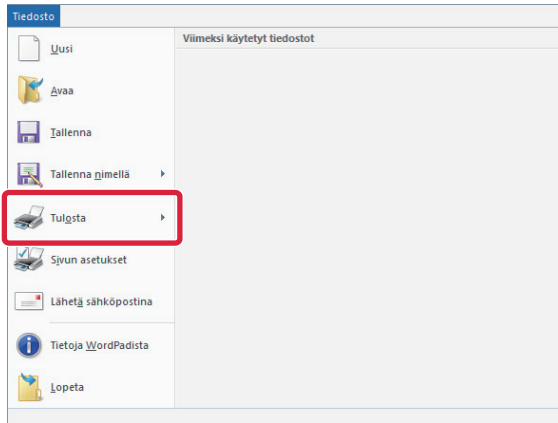 Tiedosto
Viimeksi käytetyt tiedostot
Uusi
Avaa
Tallenna
Tallenna nimellä
Tulosta
Sivun asetukset
Lähetä sähköpostina
Tietoja WordPadista
Lopeta